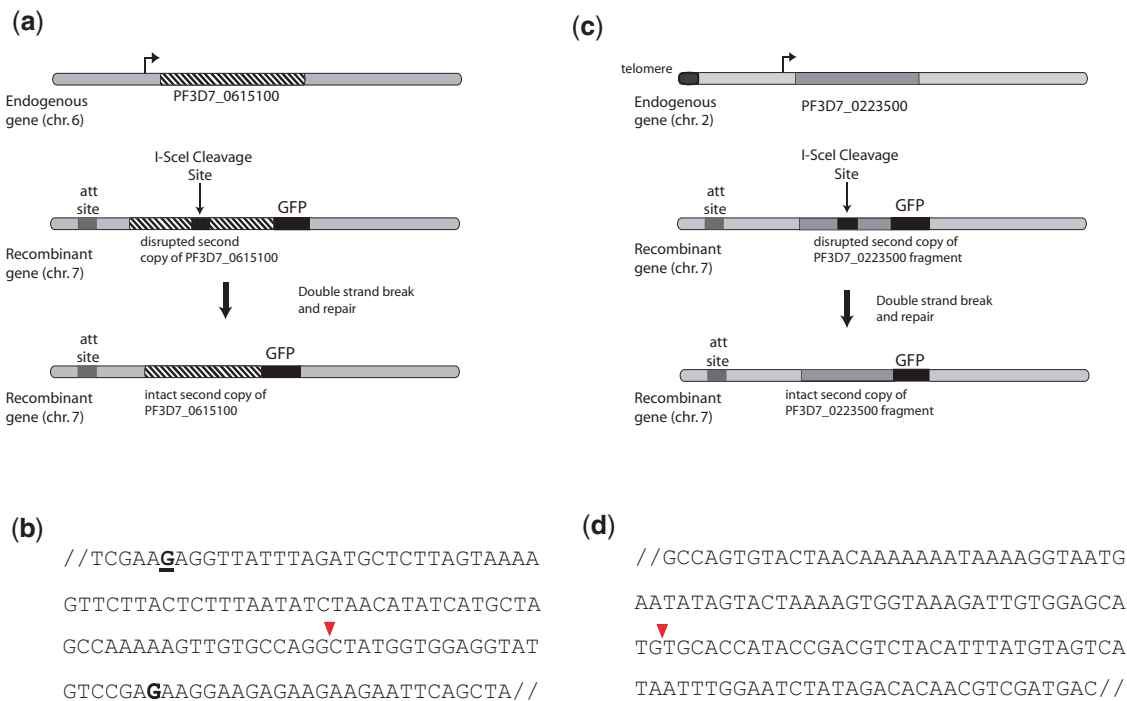 (a)
Endogenous
gene (chr. 6)
PF3D7_0615100
I-SceI Cleavage
Site
att
site
GFP
Recombinant
gene (chr. 7)
disrupted second
copy of PF3D7_0615100
Double strand break
and repair
att
site
GFP
Recombinant
gene (chr. 7)
intact second copy of
PF3D7_0615100
(c)
telomere
Endogenous
gene (chr. 2)
PF3D7_0223500
I-SceI Cleavage
Site
att
site
GFP
Recombinant
gene (chr. 7)
disrupted second copy of
PF3D7_0223500 fragment
Double strand break
and repair
att
site
GFP
Recombinant
gene (chr. 7)
intact second copy of
PF3D7_0223500 fragment
(b)
//TCGAAGAGGTTATTTAGATGCTCTTAGTAAAA
GTTCTTACTCTTTAATATCTAACATATCATGCTA
GCCAAAAAGTTGTGCCAGGCTATGGTGGAGGTAT
GTCCGAGAAGGAAGAGAAGAAGAATTCAGCTA//
(d)
//GCCAGTGTACTAACAAAAAAATAAAAGGTAATG
AATATAGTACTAAAAGTGGTAAAGATTGTGGAGCA
TGTGCACCATACCGACGTCTACATTTATGTAGTCA
TAATTTGGAATCTATAGACACAACGTCGATGAC//